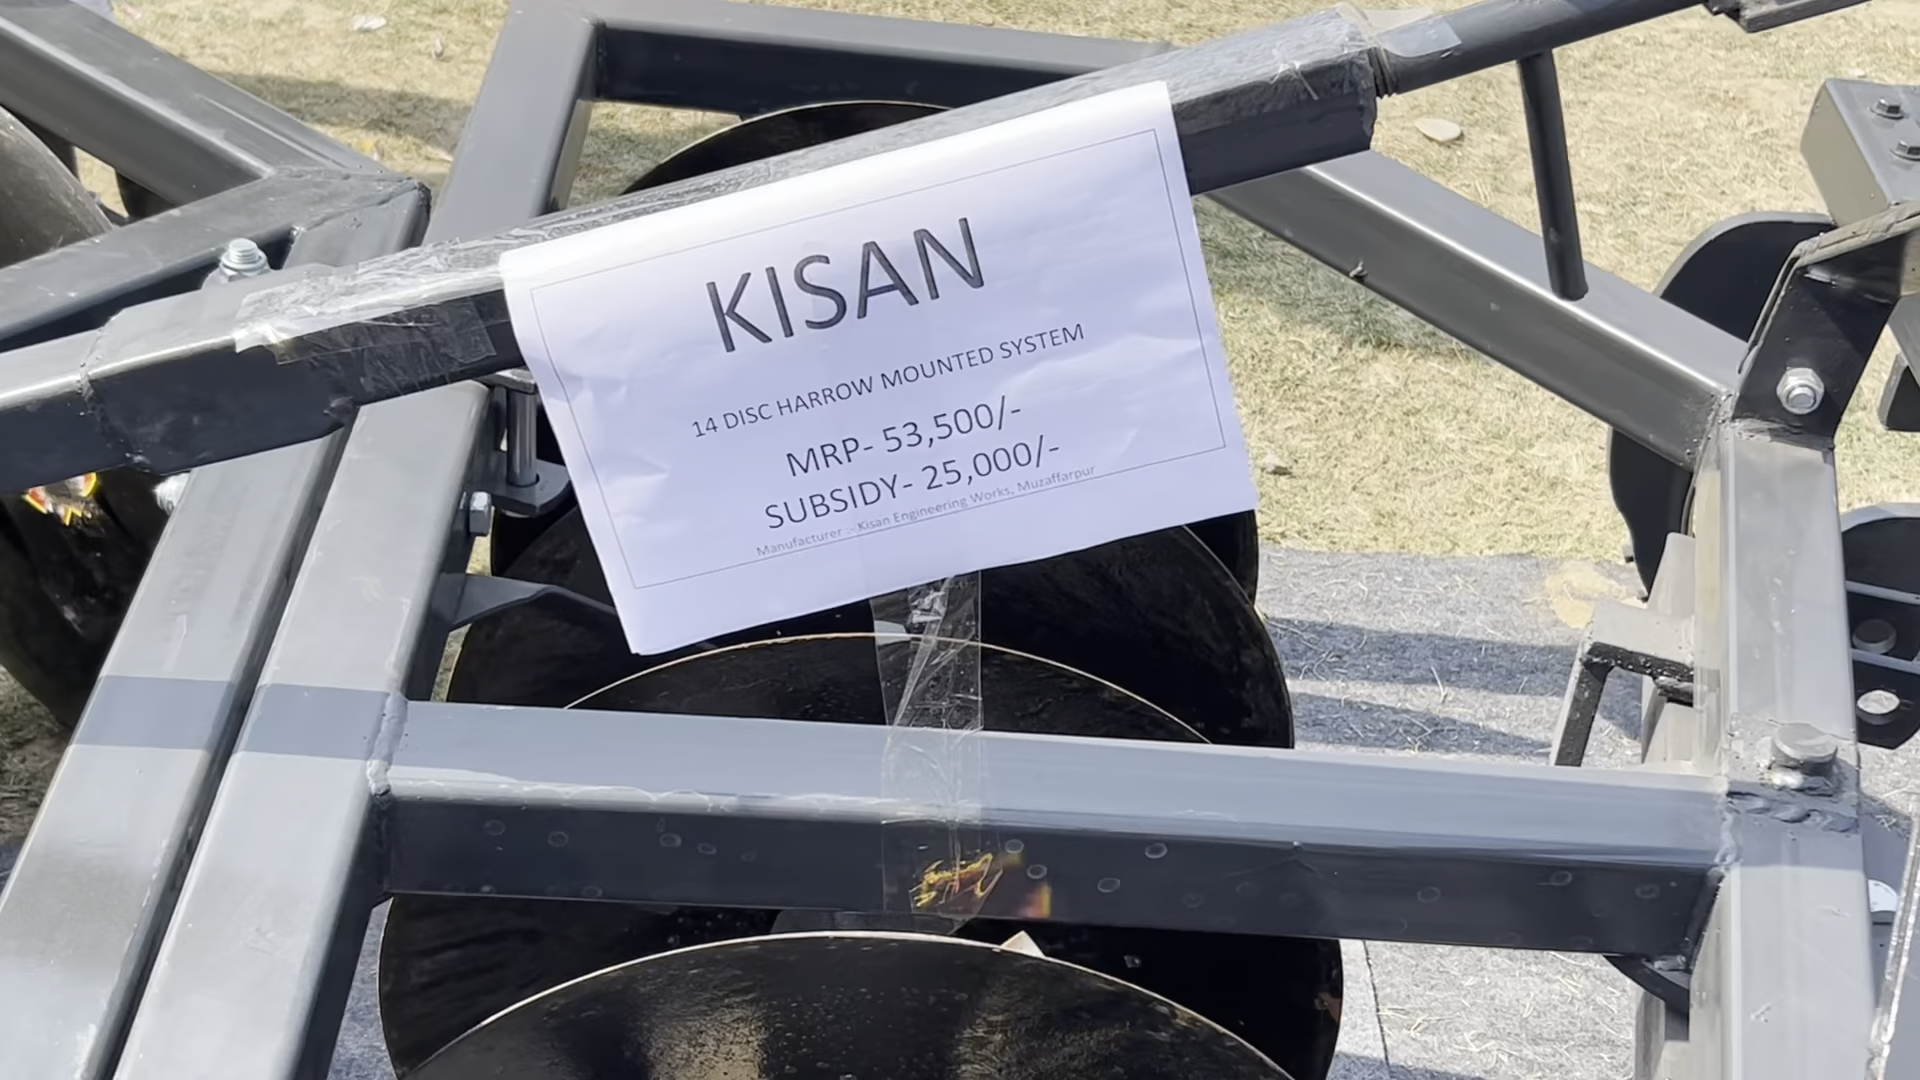 KISAN
14 DISC HARROW MOUNTED SYSTEM
MRP- 53,500/-
SUBSIDY- 25,000/-
Manufacturer :- Kisan Engineering Works, Muzaffarpur